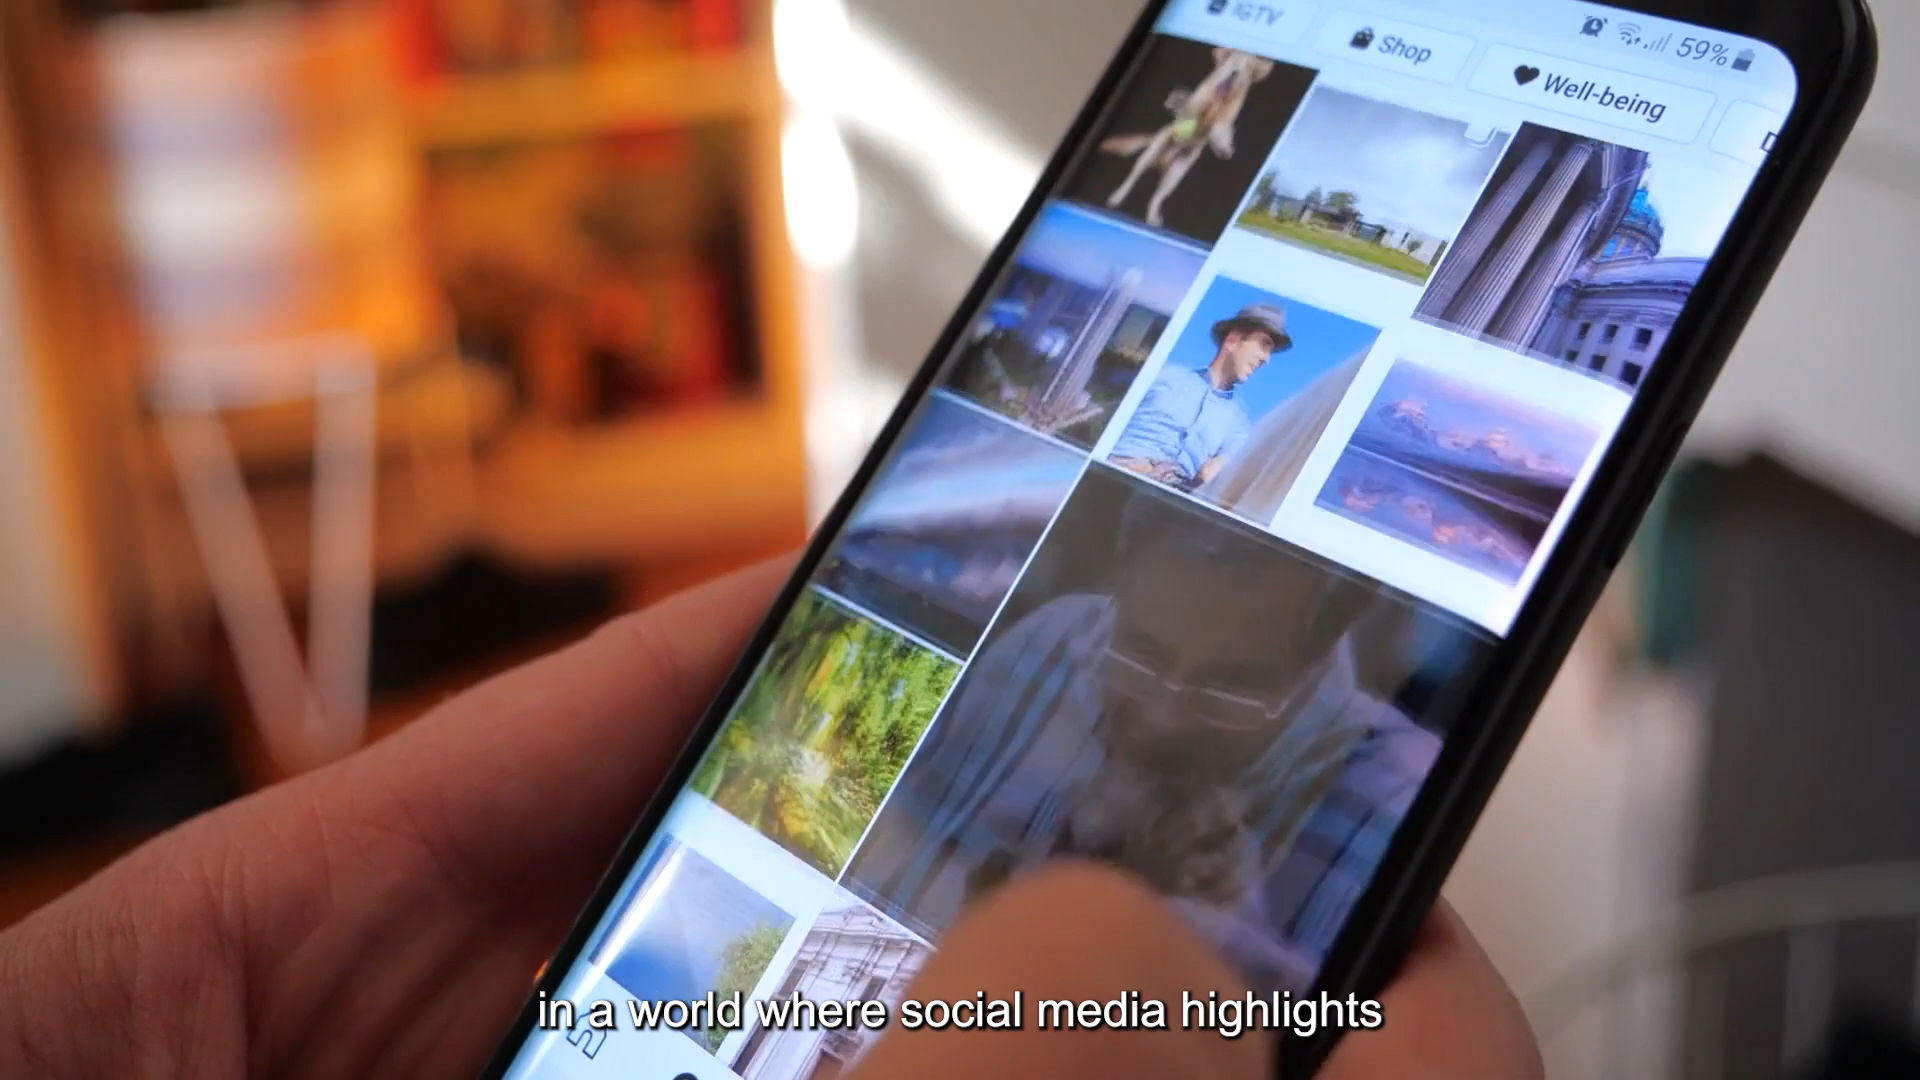 IGTV
Shop
59%
Well-being
D
in a world where social media highlights